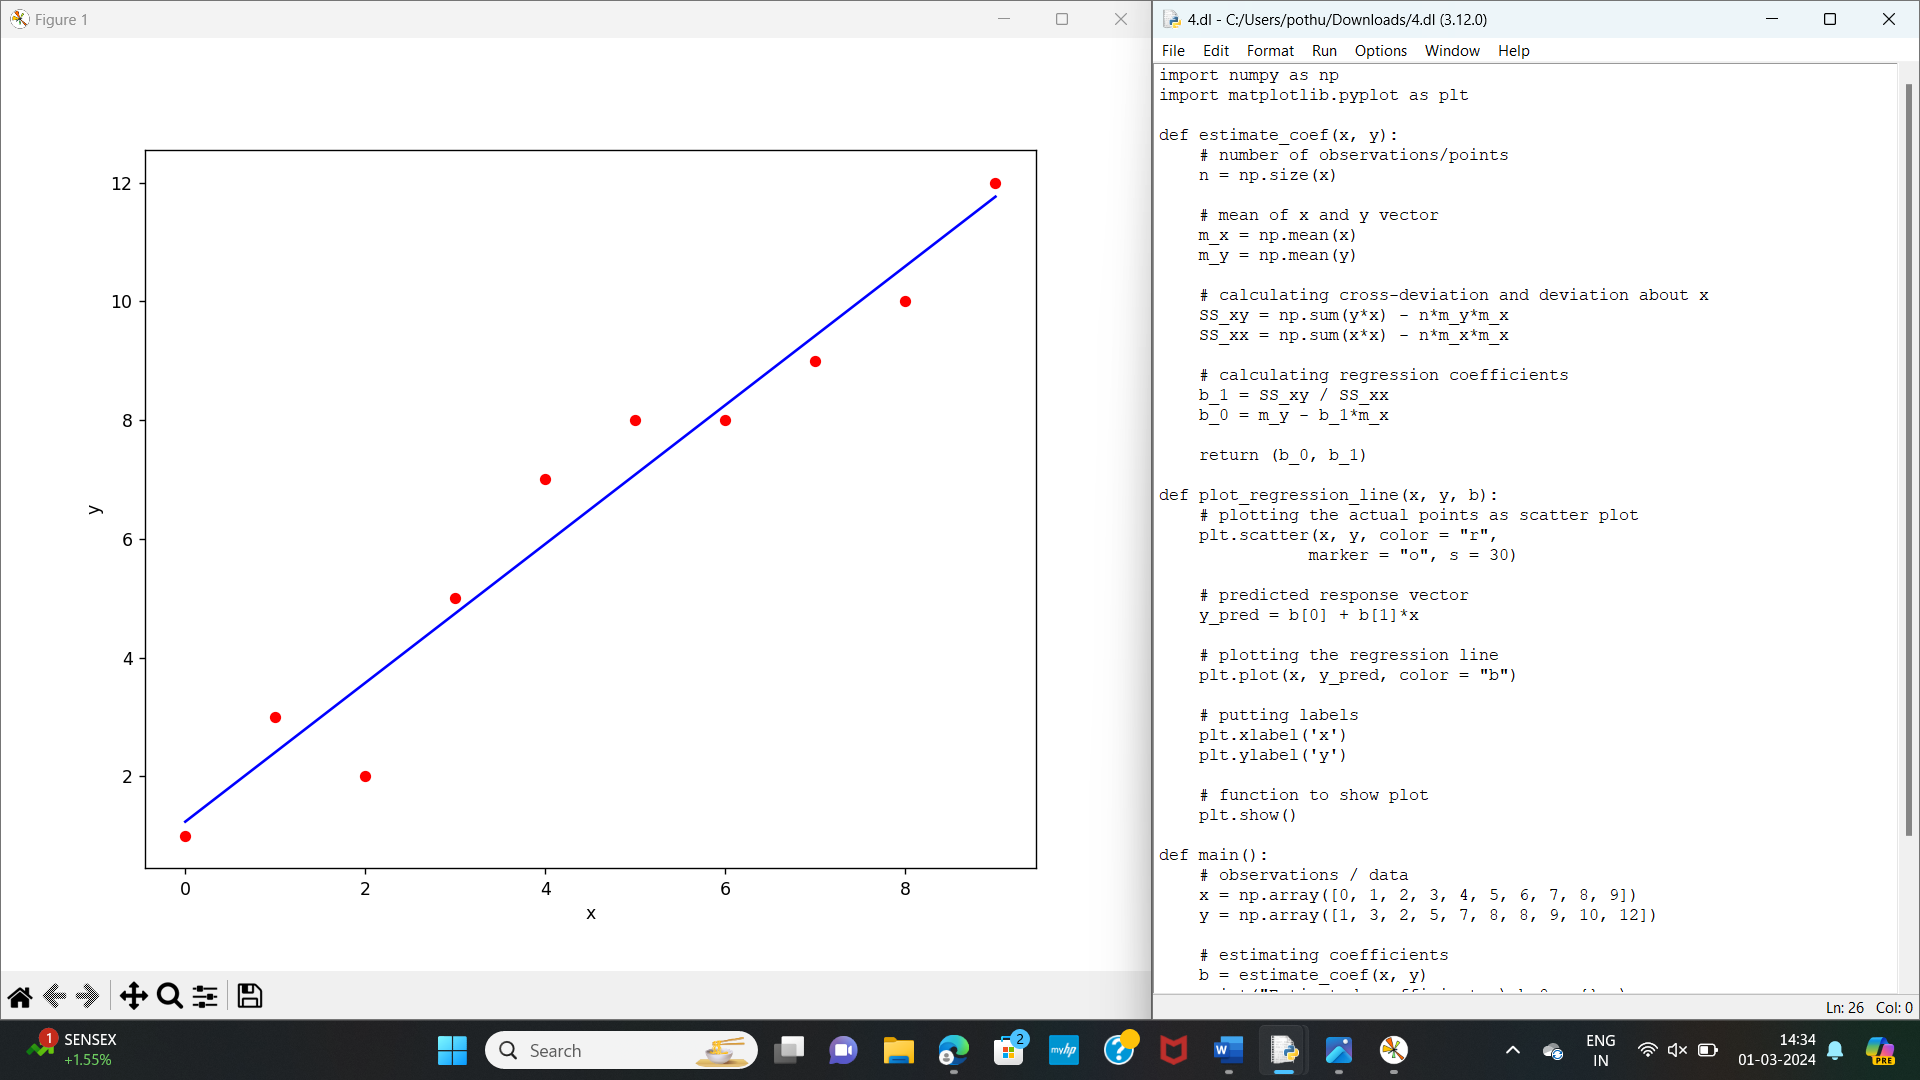 Figure 1
12
10
8
6
4
2
y
0 2 4 6 8
x
4.dl - C:/Users/pothu/Downloads/4.dl (3.12.0)
File Edit Format Run Options Window Help
import numpy as np
import matplotlib.pyplot as plt
def estimate_coef(x, y):
# number of observations/points
n = np.size(x)
# mean of x and y vector
m_x = np.mean(x)
m_y = np.mean(y)
# calculating cross-deviation and deviation about x
SS_xy = np.sum(y*x) - n*m_y*m_x
SS_xx = np.sum(x*x) - n*m_x*m_x
# calculating regression coefficients
b_1 = SS_xy / SS_xx
b_0 = m_y - b_1*m_x
return (b_0, b_1)
def plot_regression_line(x, y, b):
# plotting the actual points as scatter plot
plt.scatter(x, y, color = "r",
marker = "o", s = 30)
# predicted response vector
y_pred = b[0] + b[1]*x
# plotting the regression line
plt.plot(x, y_pred, color = "b")
# putting labels
plt.xlabel('x')
plt.ylabel('y')
# function to show plot
plt.show()
def main():
# observations / data
x = np.array([0, 1, 2, 3, 4, 5, 6, 7, 8, 9])
y = np.array([1, 3, 2, 5, 7, 8, 8, 9, 10, 12])
# estimating coefficients
b = estimate_coef(x, y)
Ln: 26 Col: 0
1
SENSEX
+1.55%
Search
2
myhp
?
W
ENG
IN
14:34
01-03-2024
PRE